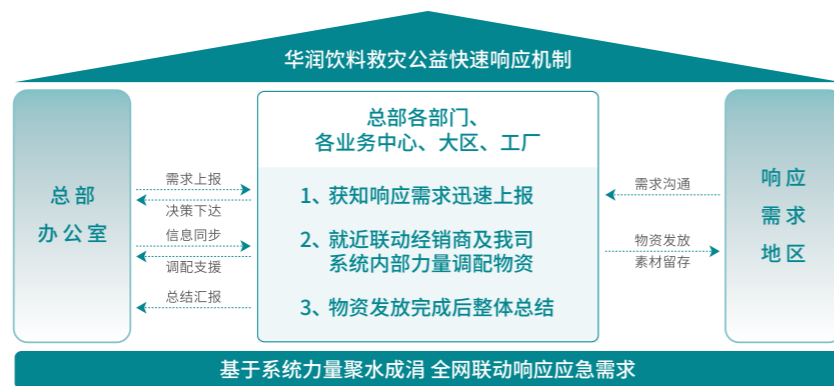 华润饮料救灾公益快速响应机制
总部
办公室
需求上报
决策下达
信息同步
调配支援
总结汇报
总部各部门、
各业务中心、大区、工厂
1、获知响应需求迅速上报
2、就近联动经销商及我司
系统内部力量调配物资
3、物资发放完成后整体总结
需求沟通
物资发放
素材留存
响应
需求
地区
基于系统力量聚水成涓 全网联动响应应急需求